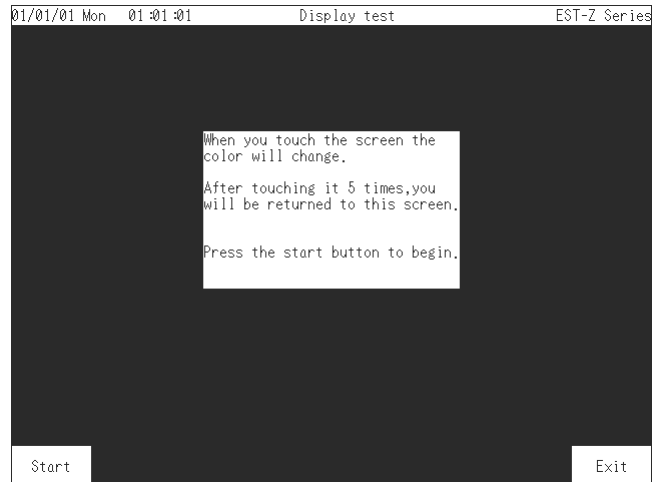 01/01/01 Mon 01:01:01 Display test EST-Z Series
When you touch the screen the
color will change.
After touching it 5 times,you
will be returned to this screen.
Press the start button to begin.
Start Exit